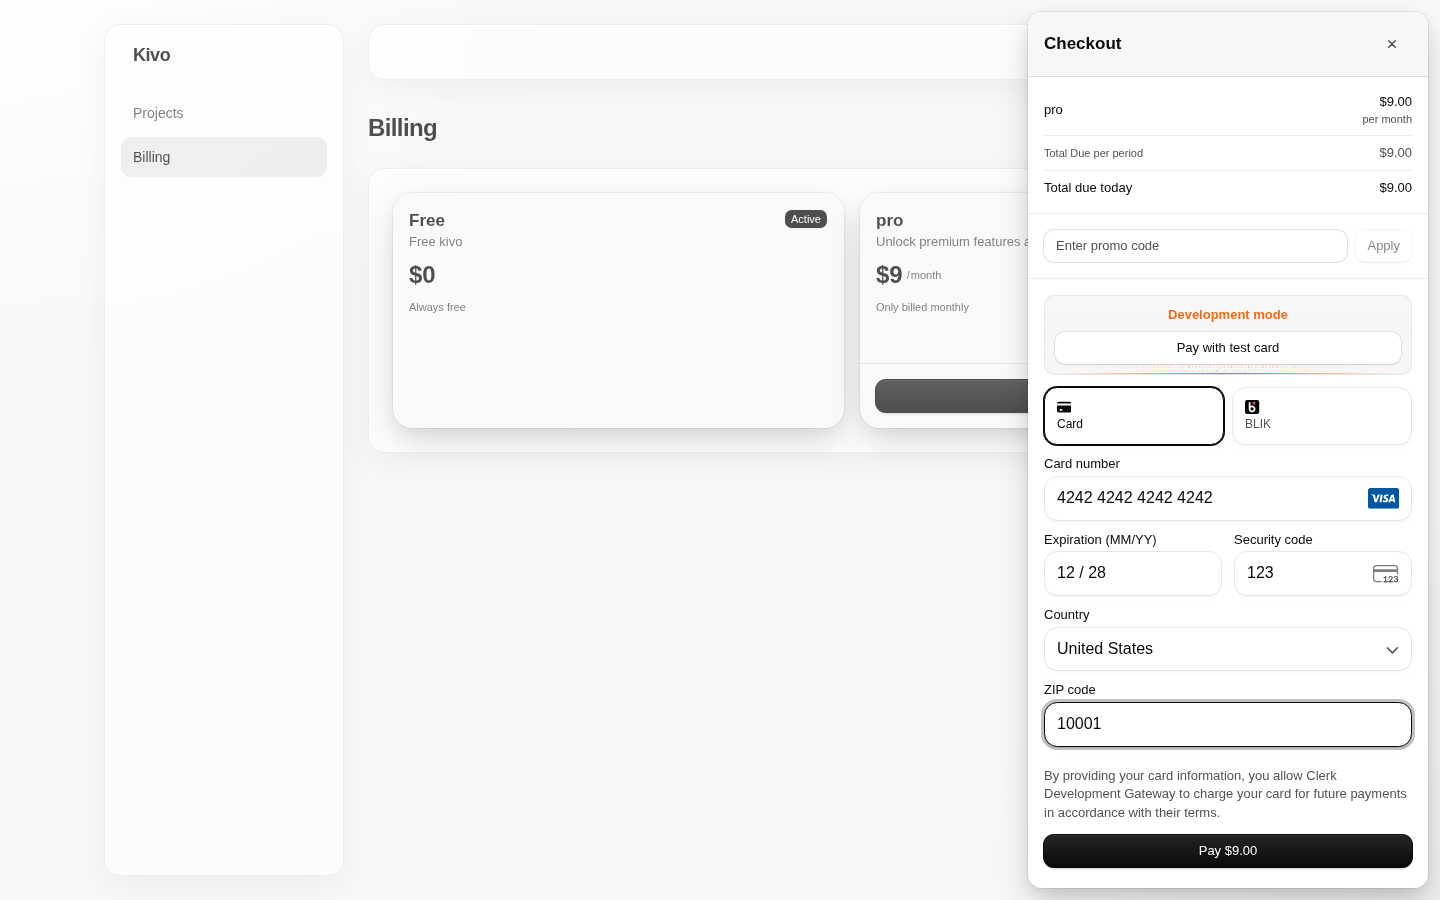 Kivo
Projects
Billing
Billing
Free
Active
Free kivo
$0
Always free
pro
Unlock premium features
$9 /month
Only billed monthly
Checkout
pro
$9.00
per month
Total Due per period
$9.00
Total due today
$9.00
Enter promo code
Apply
Development mode
Pay with test card
Card
BLIK
Card number
4242 4242 4242 4242
VISA
Expiration (MM/YY)
Security code
12 / 28
123
123
Country
United States
ZIP code
10001
By providing your card information, you allow Clerk
Development Gateway to charge your card for future payments
in accordance with their terms.
Pay $9.00